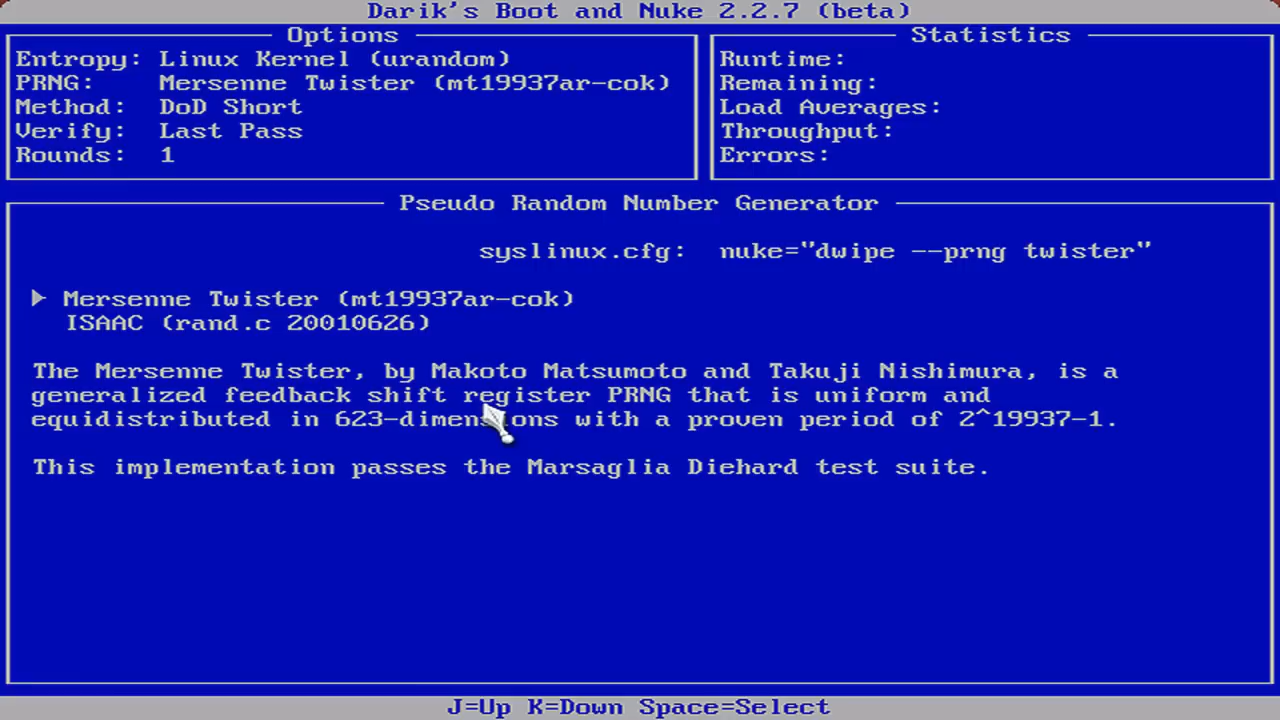 Darik's Boot and Nuke 2.2.7 (beta)
Options
Entropy: Linux Kernel (urandom)
PRNG: Mersenne Twister (mt19937ar-cok)
Method: DoD Short
Verify: Last Pass
Rounds: 1
Statistics
Runtime:
Remaining:
Load Averages:
Throughput:
Errors:
Pseudo Random Number Generator
syslinux.cfg: nuke="dwipe --prng twister"
Mersenne Twister (mt19937ar-cok)
ISAAC (rand.c 20010626)
The Mersenne Twister, by Makoto Matsumoto and Takuji Nishimura, is a
generalized feedback shift register PRNG that is uniform and
equidistributed in 623-dimensions with a proven period of 2^19937-1.
This implementation passes the Marsaglia Diehard test suite.
J=Up K=Down Space=Select